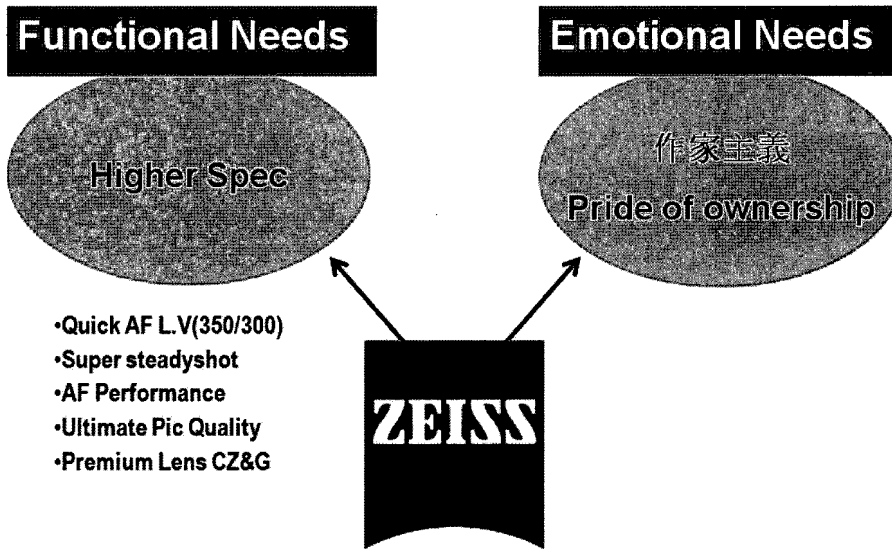 Functional Needs
Emotional Needs
Higher Spec
作家主義
Pride of ownership
•Quick AF L.V(350/300)
•Super steadyshot
•AF Performance
•Ultimate Pic Quality
•Premium Lens CZ&G
ZEISS